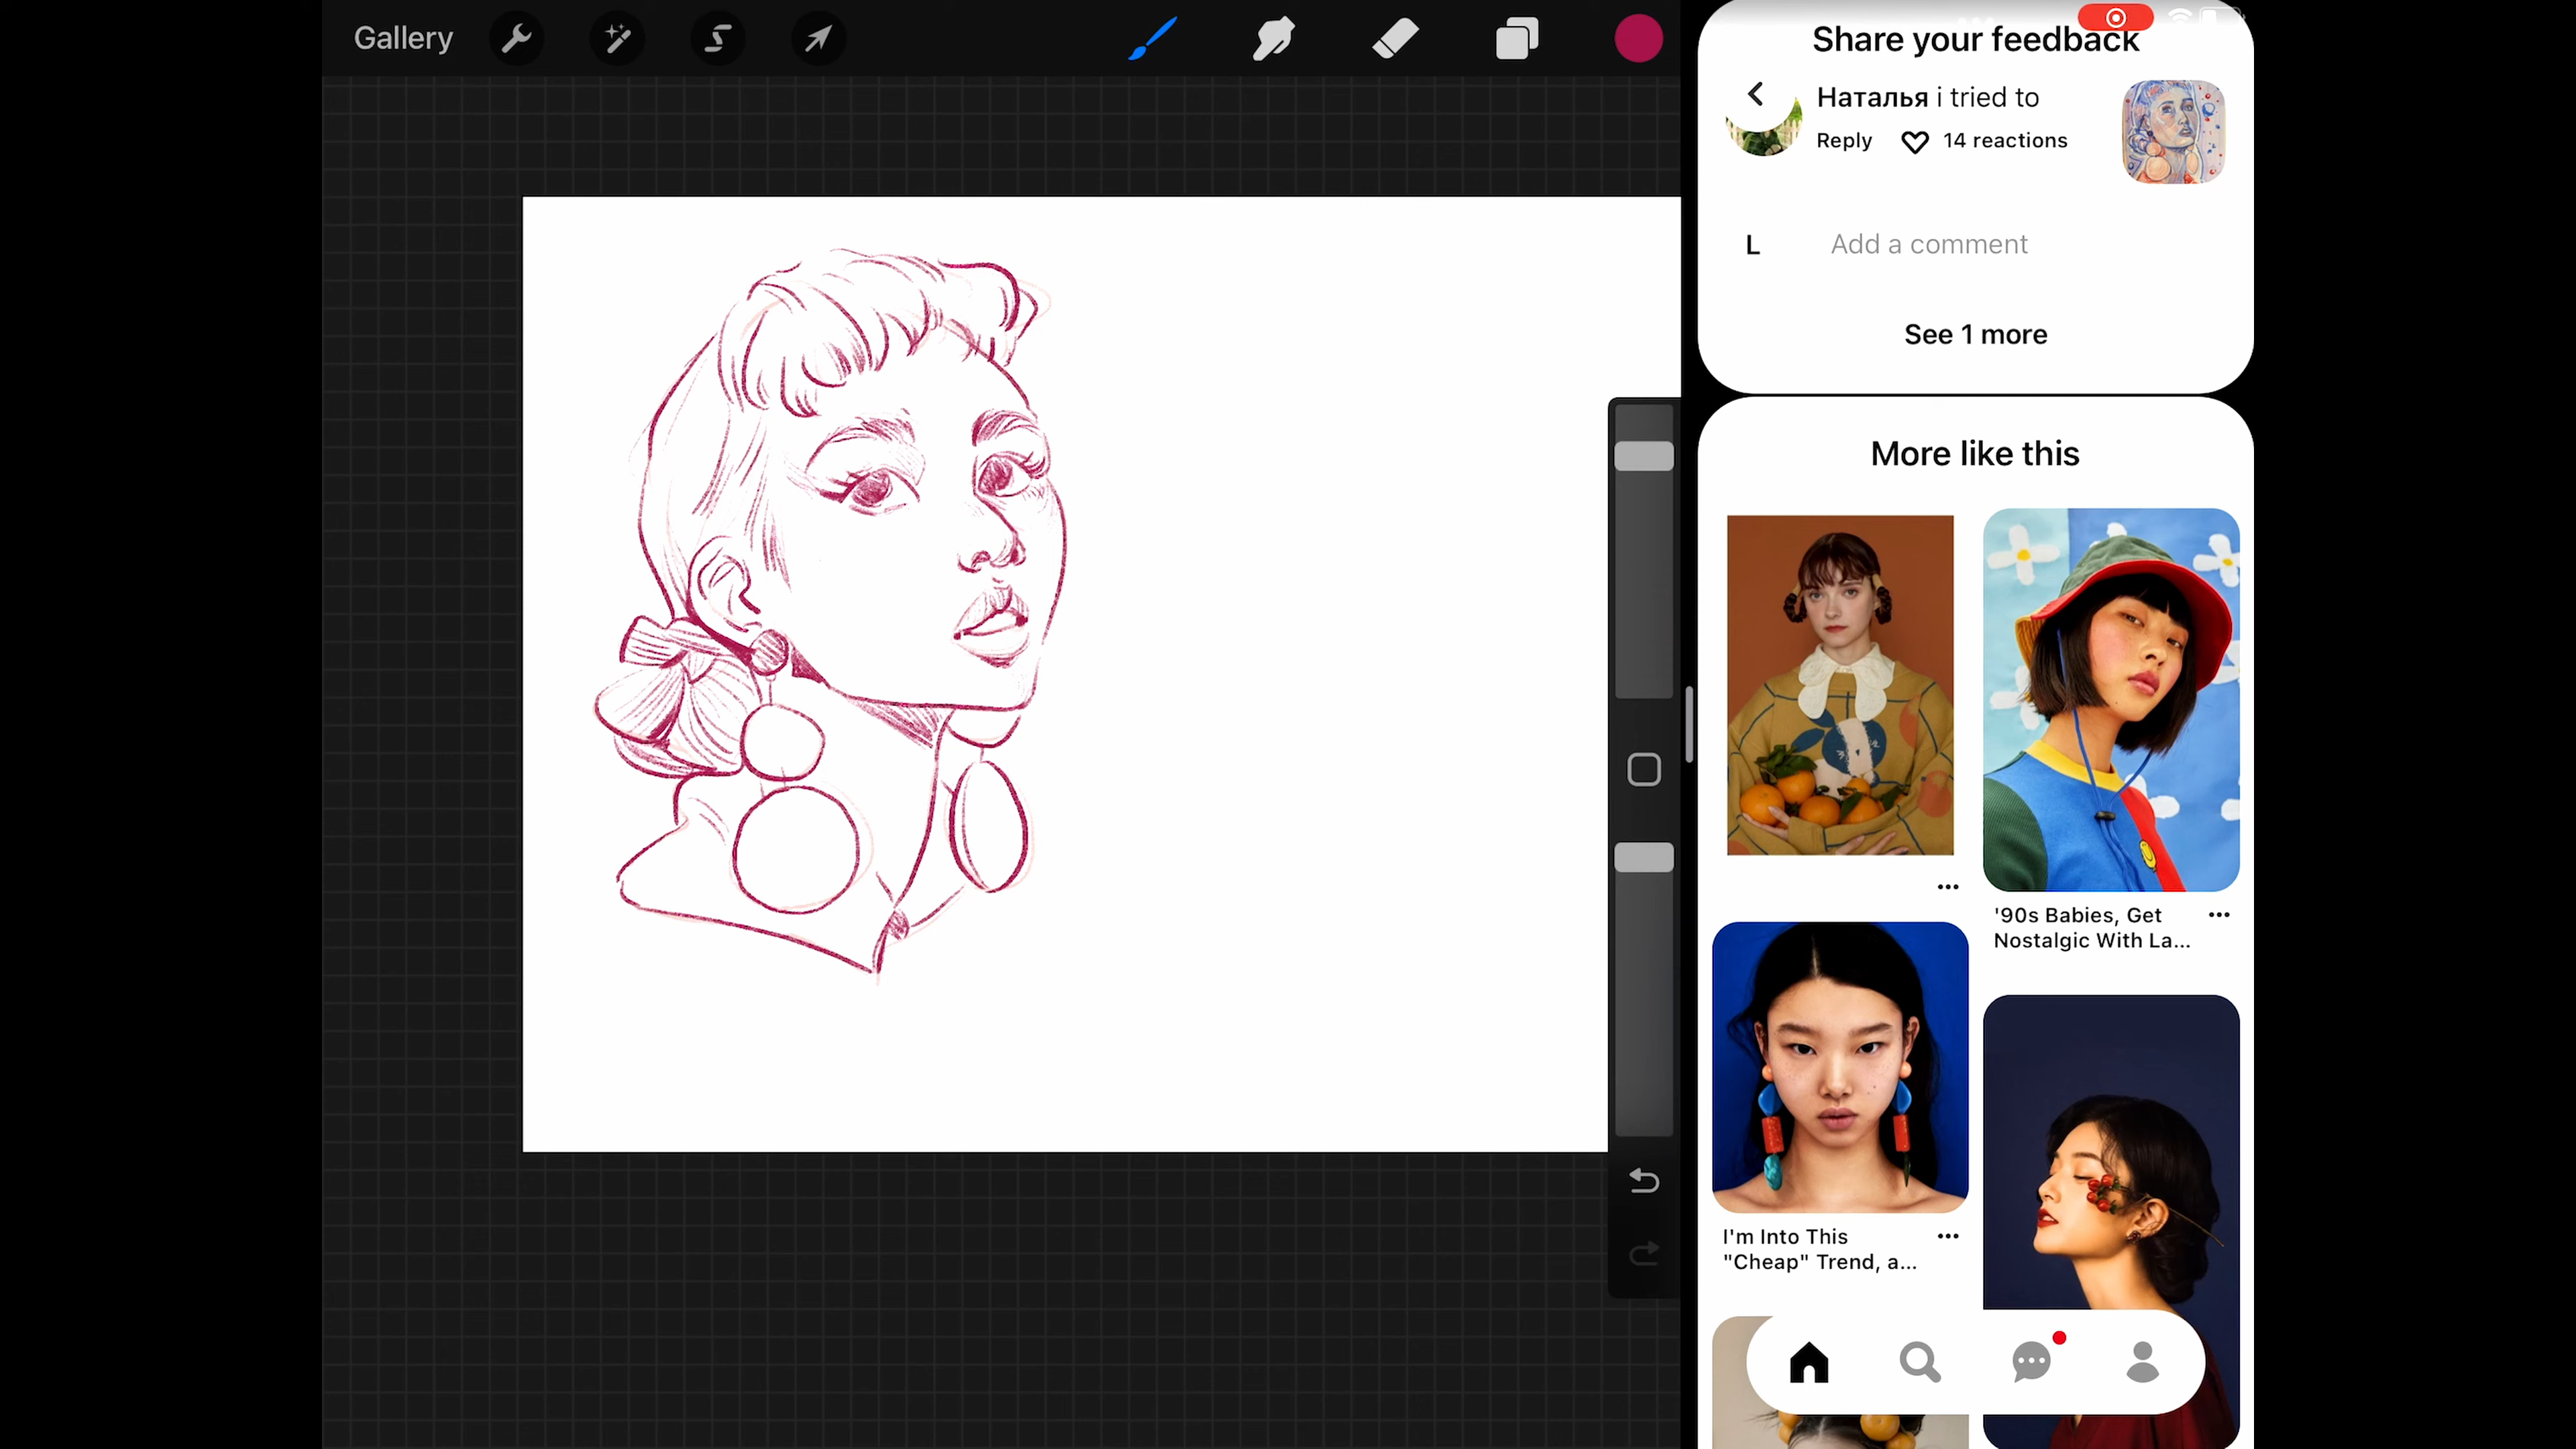 Gallery
Share your feedback
Наталья i tried to
Reply 14 reactions
L Add a comment
See 1 more
More like this
'90s Babies, Get
Nostalgic With La...
I'm Into This
"Cheap" Trend, a...